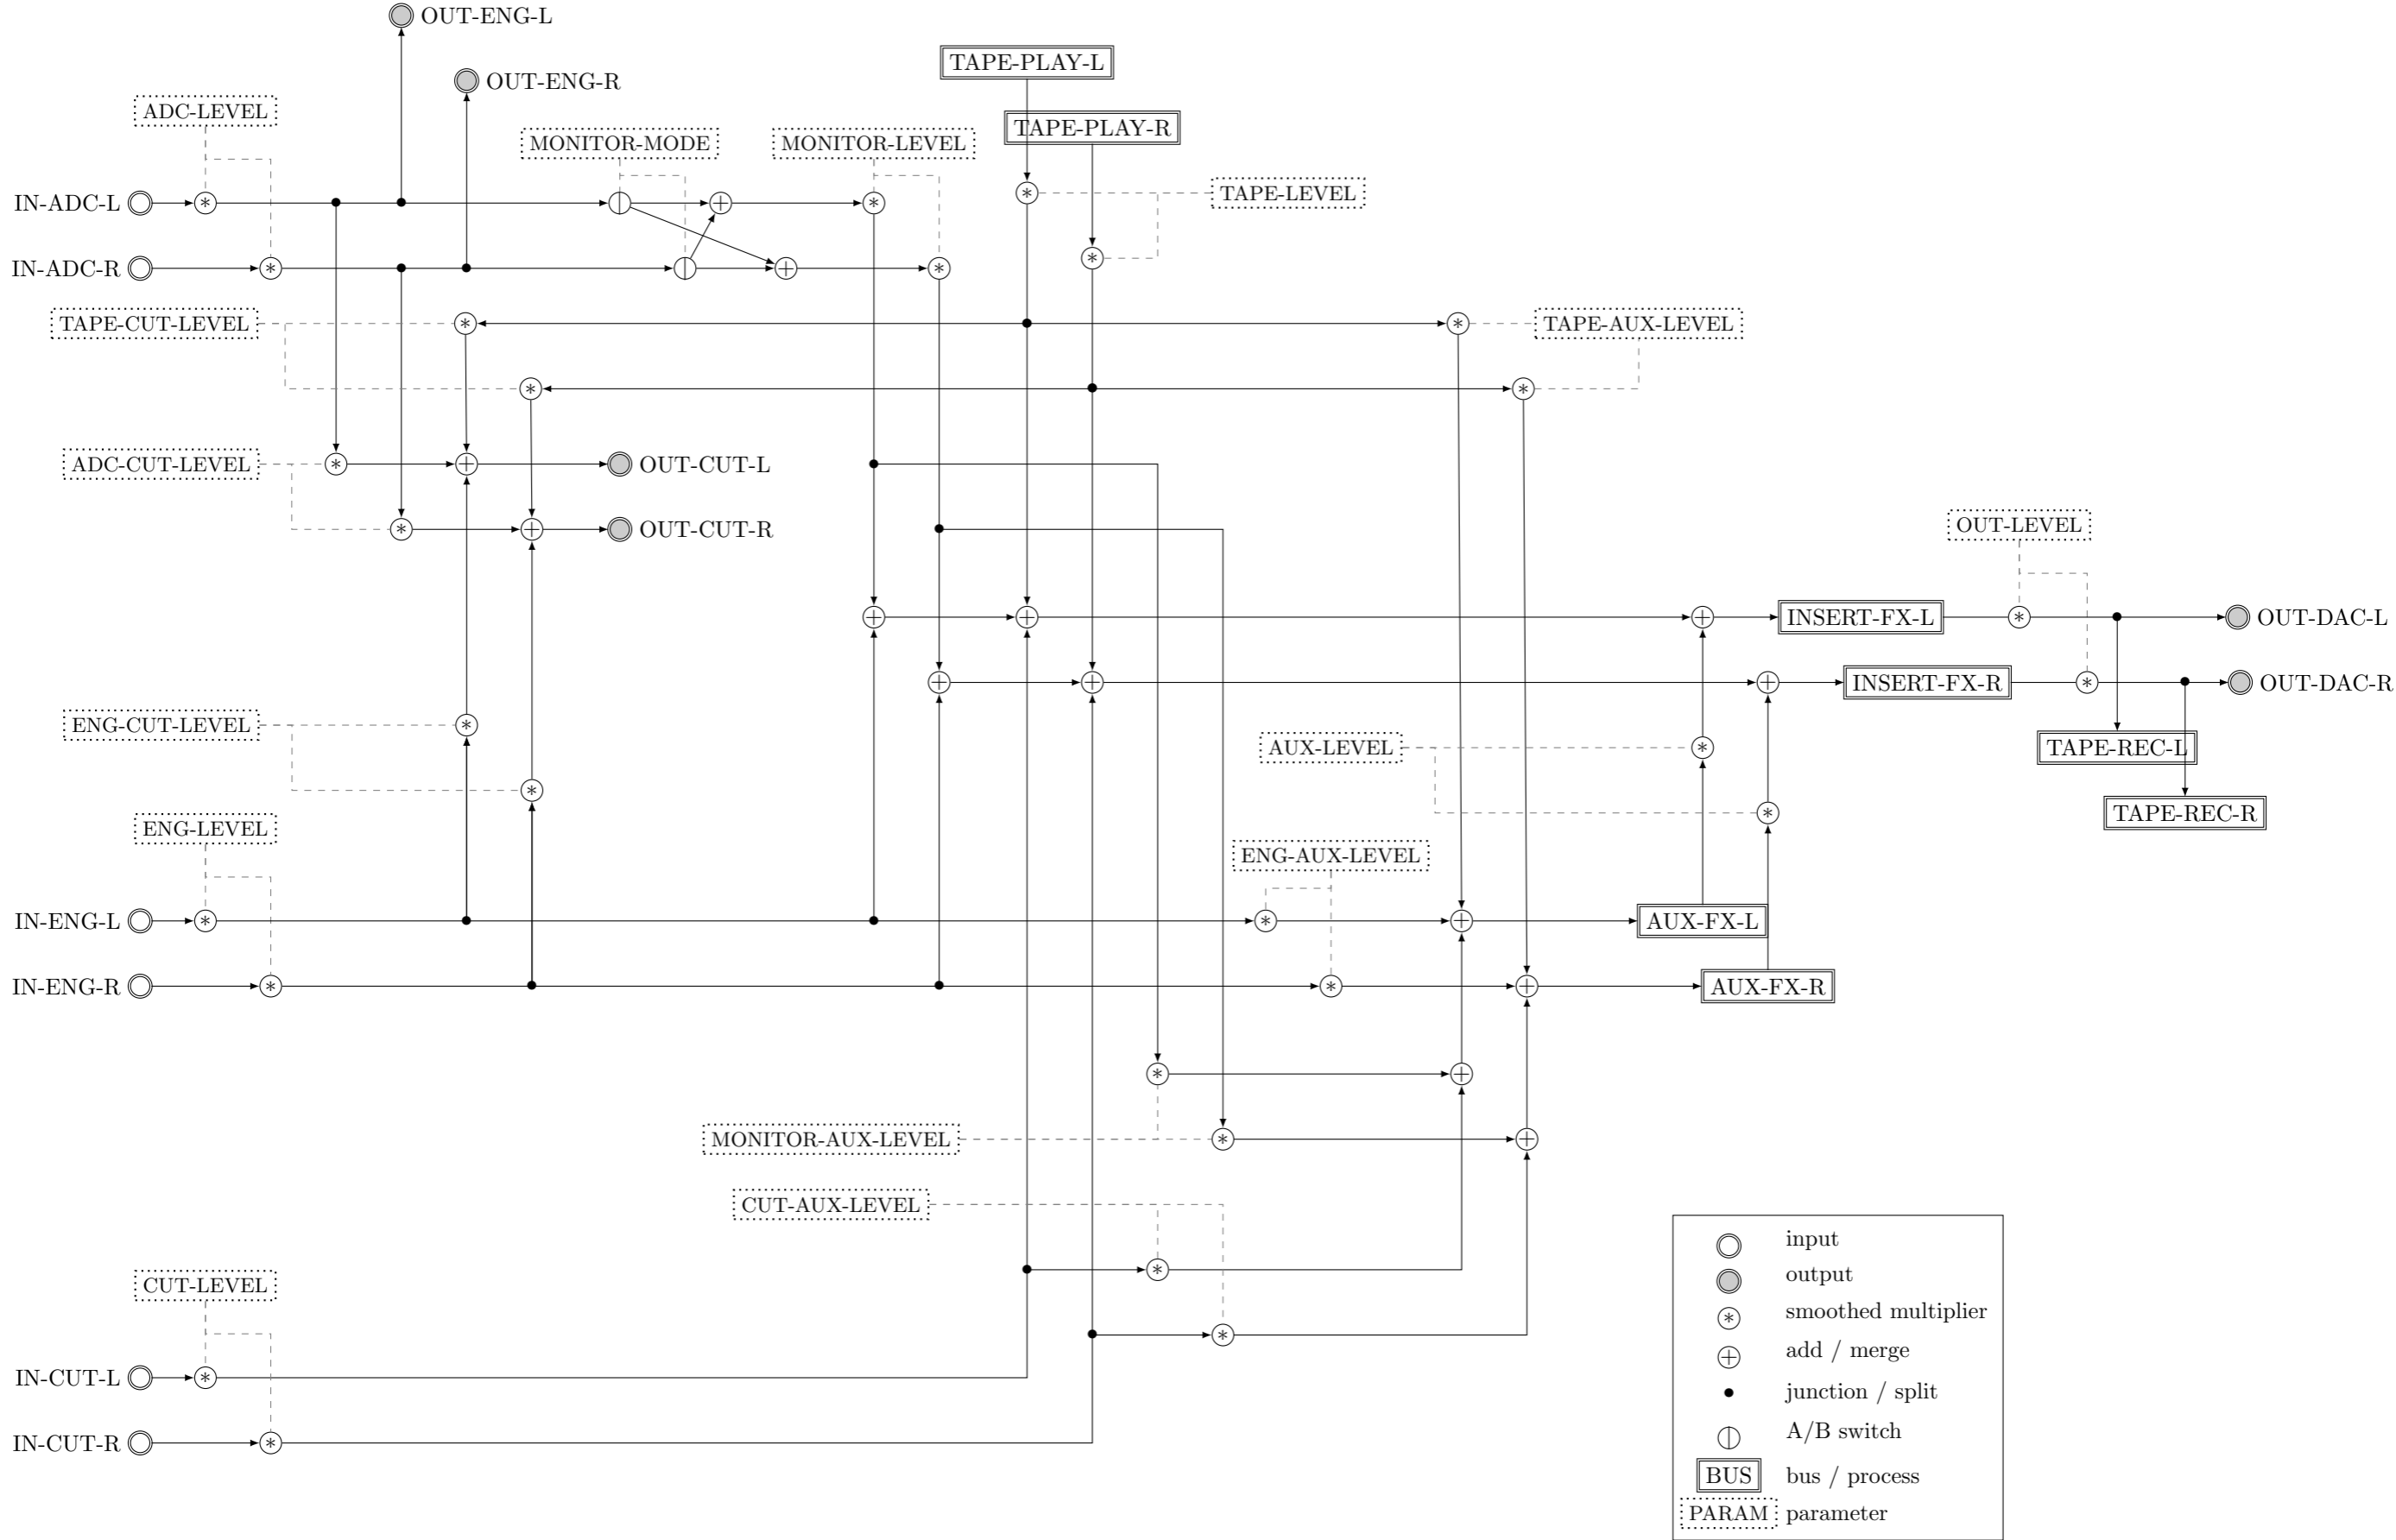 OUT-ENG-L
TAPE-PLAY-L
OUT-ENG-R
ADC-LEVEL
TAPE-PLAY-R
MONITOR-MODE
MONITOR-LEVEL
TAPE-LEVEL
IN-ADC-L
IN-ADC-R
TAPE-CUT-LEVEL
TAPE-AUX-LEVEL
ADC-CUT-LEVEL
OUT-CUT-L
OUT-CUT-R
OUT-LEVEL
INSERT-FX-L
OUT-DAC-L
INSERT-FX-R
OUT-DAC-R
ENG-CUT-LEVEL
AUX-LEVEL
TAPE-REC-L
TAPE-REC-R
ENG-LEVEL
ENG-AUX-LEVEL
IN-ENG-L
AUX-FX-L
IN-ENG-R
AUX-FX-R
MONITOR-AUX-LEVEL
CUT-AUX-LEVEL
CUT-LEVEL
IN-CUT-L
IN-CUT-R
input
output
smoothed multiplier
add / merge
junction / split
A/B switch
BUS bus / process
PARAM parameter